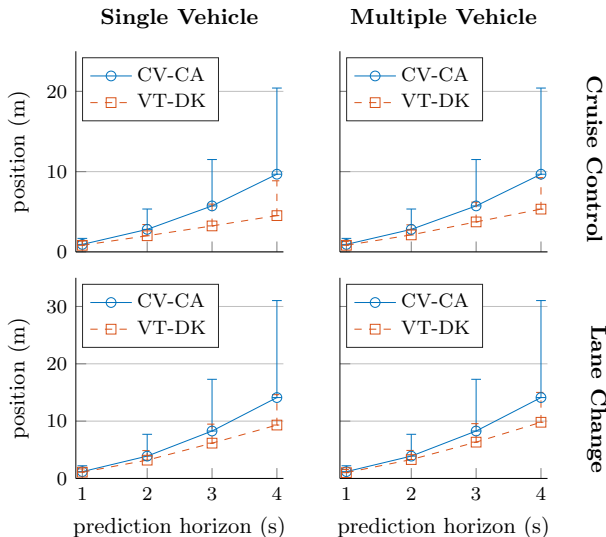 Single Vehicle
Multiple Vehicle
CV-CA
VT-DK
CV-CA
VT-DK
20
10
0
position (m)
Cruise Control
CV-CA
VT-DK
CV-CA
VT-DK
30
20
10
0
position (m)
Lane Change
1 2 3 4
1 2 3 4
prediction horizon (s)
prediction horizon (s)